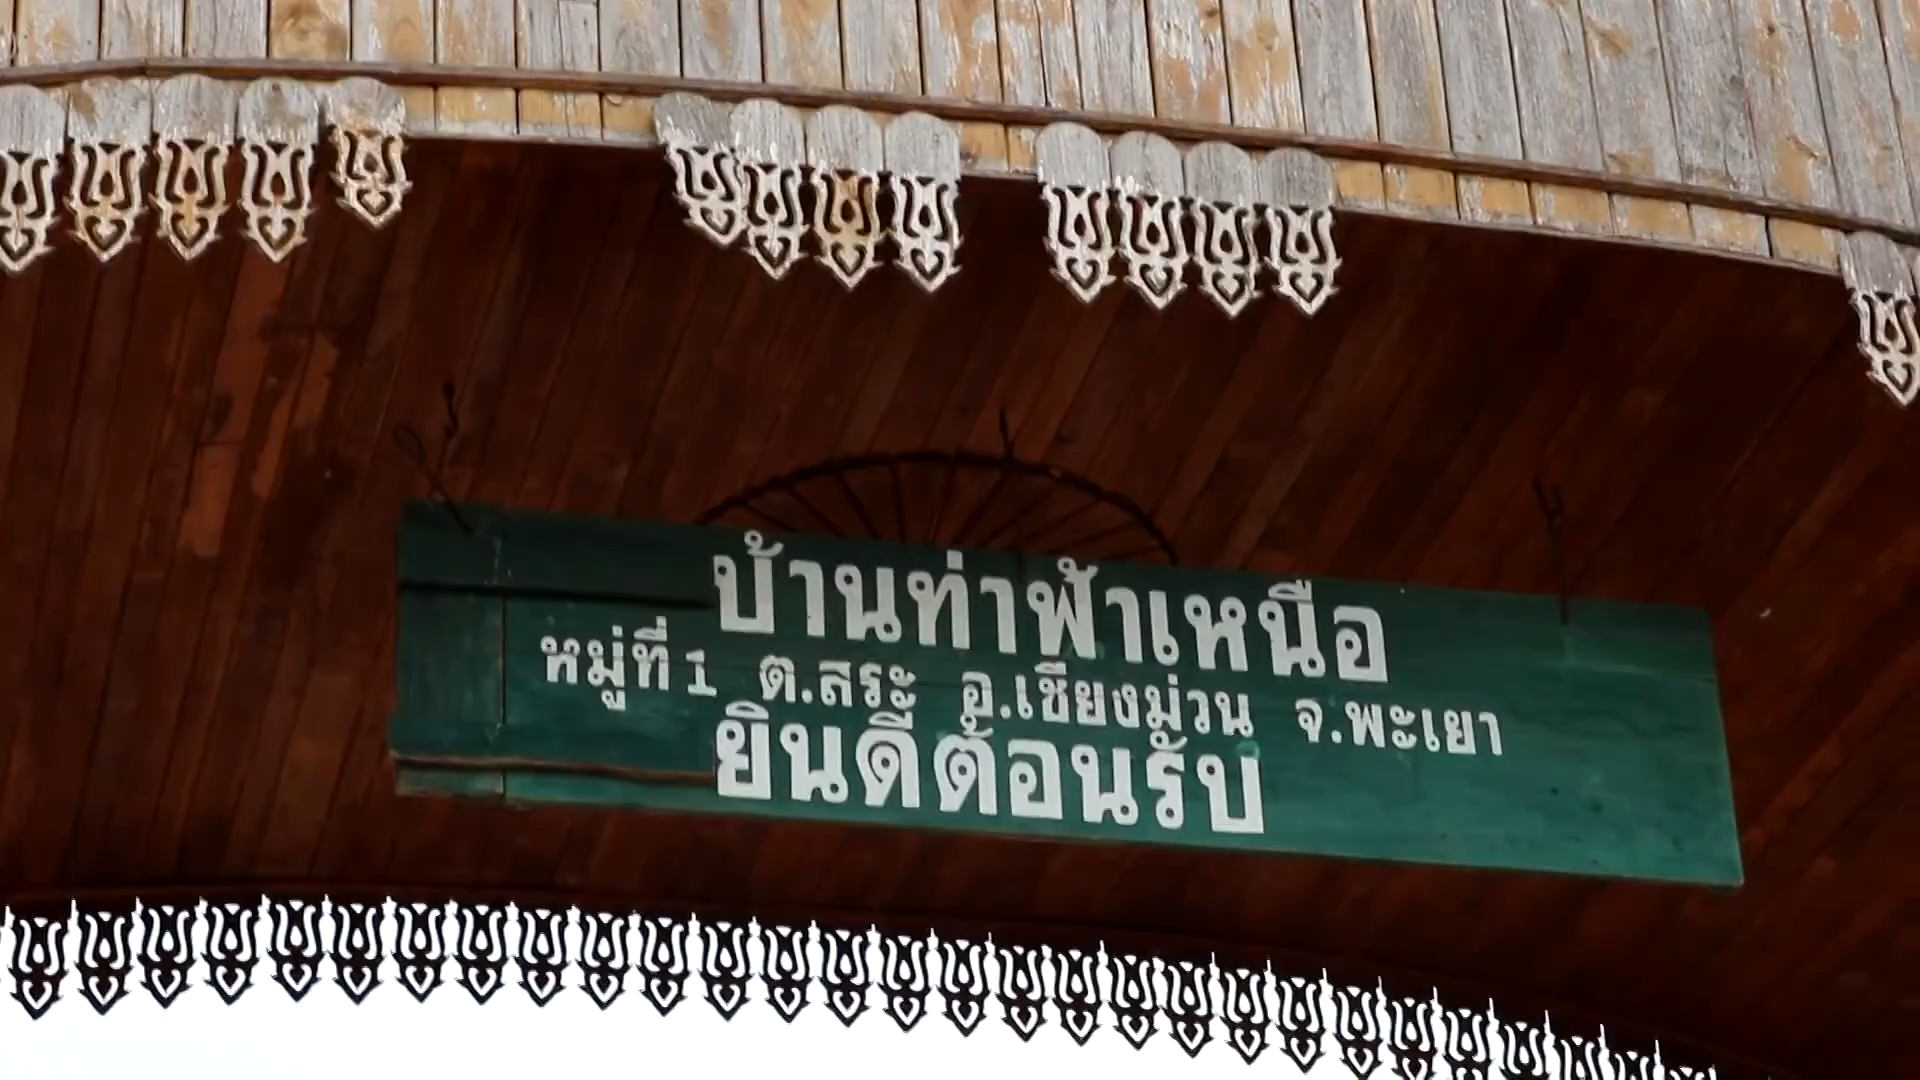 บ้านท่าฟ้าเหนือ
หมู่ที่ 1 ต.สระ อ.เชียงม่วน จ.พะเยา
ยินดีต้อนรับ